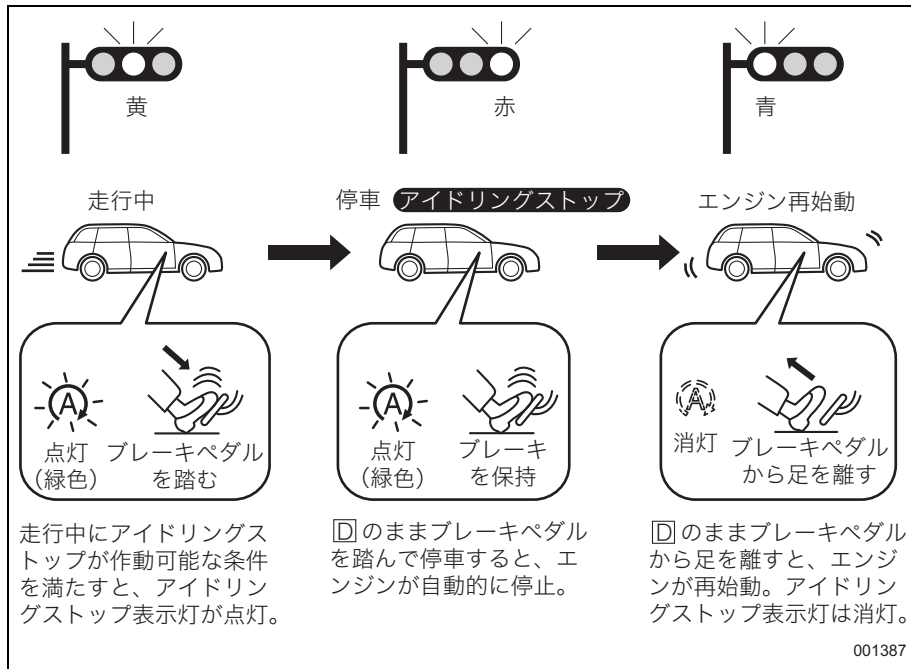 黄
赤
青
走行中
停車 アイドリングストップ
エンジン再始動
A
点灯
(緑色)
ブレーキペダル
を踏む
A
点灯
(緑色)
ブレーキ
を保持
A
消灯
ブレーキペダル
から足を離す
走行中にアイドリングス
トップが作動可能な条件
を満たすと、アイドリン
グストップ表示灯が点灯。
Dのままブレーキペダル
を踏んで停車すると、エ
ンジンが自動的に停止。
Dのままブレーキペダル
から足を離すと、エンジ
ンが再始動。アイドリン
グストップ表示灯は消灯。
001387